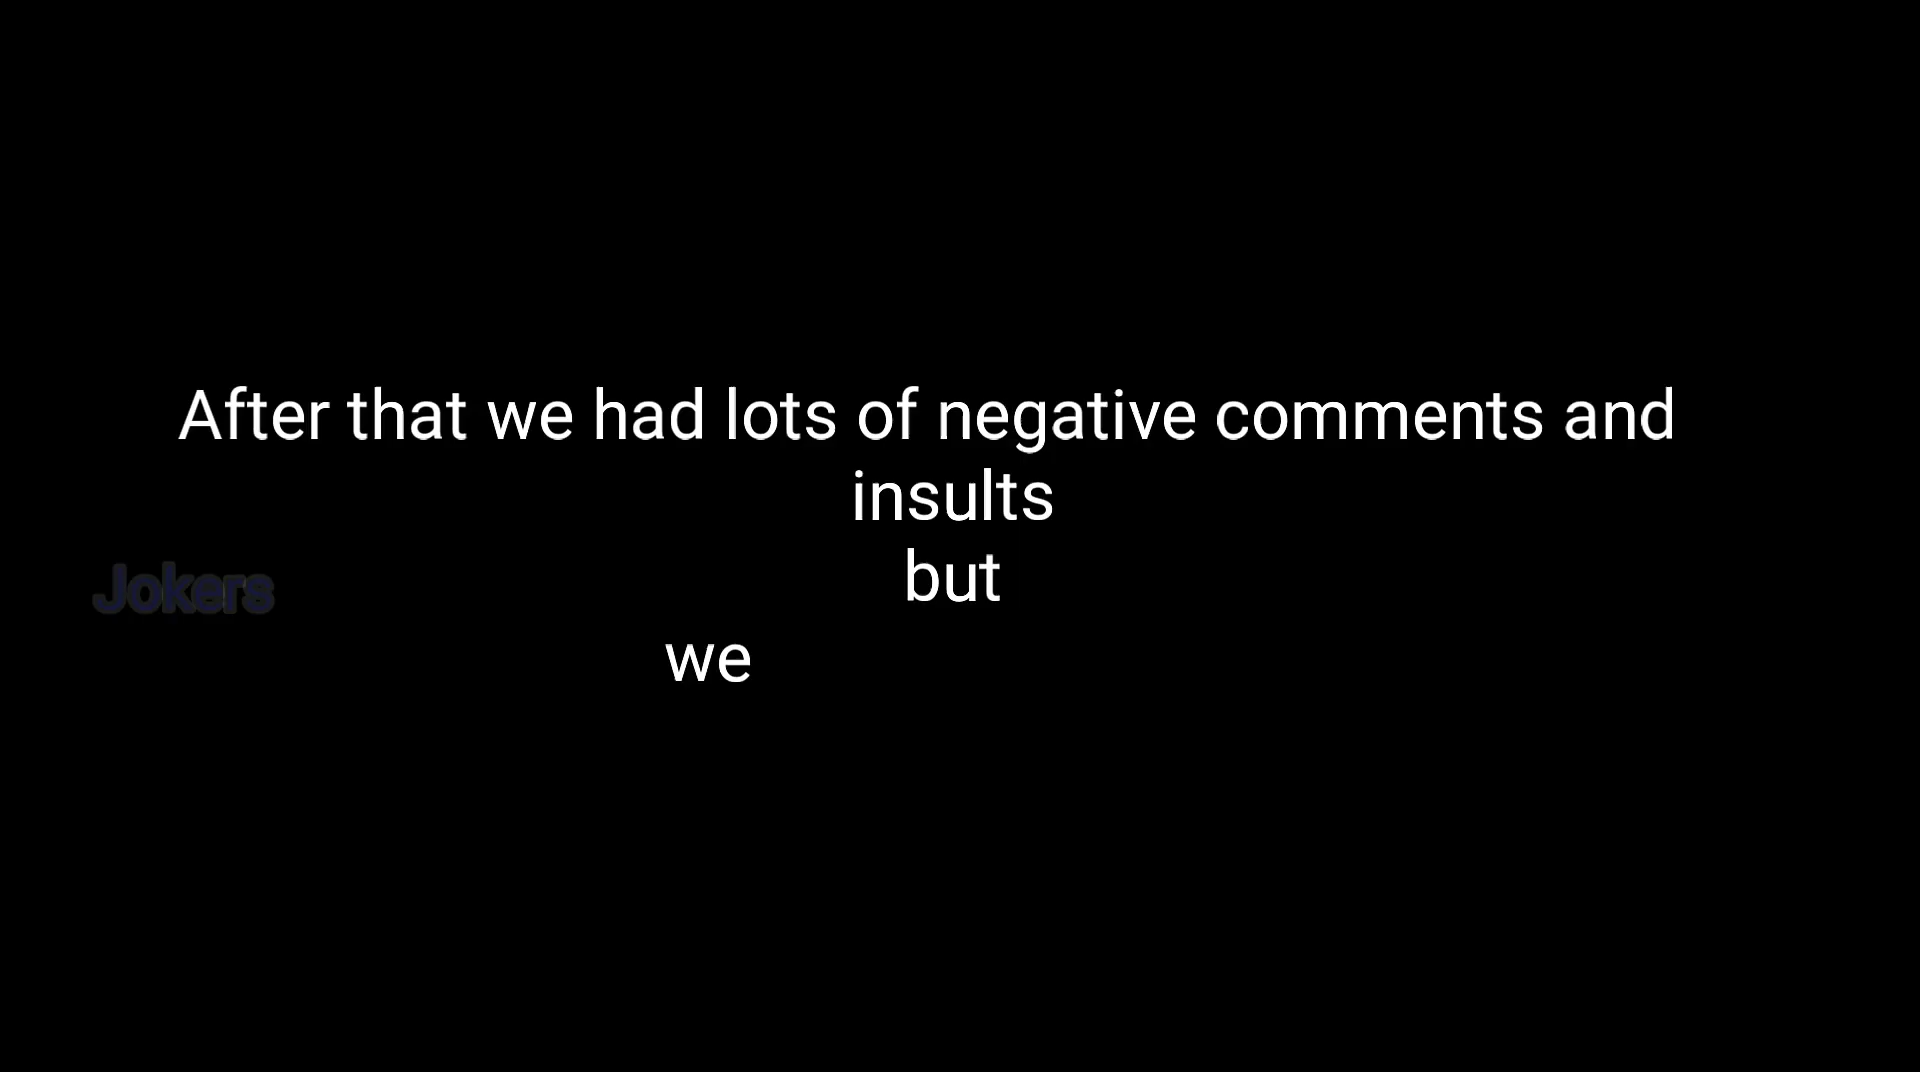 After that we had lots of negative comments and
insults
but
Jokers
we